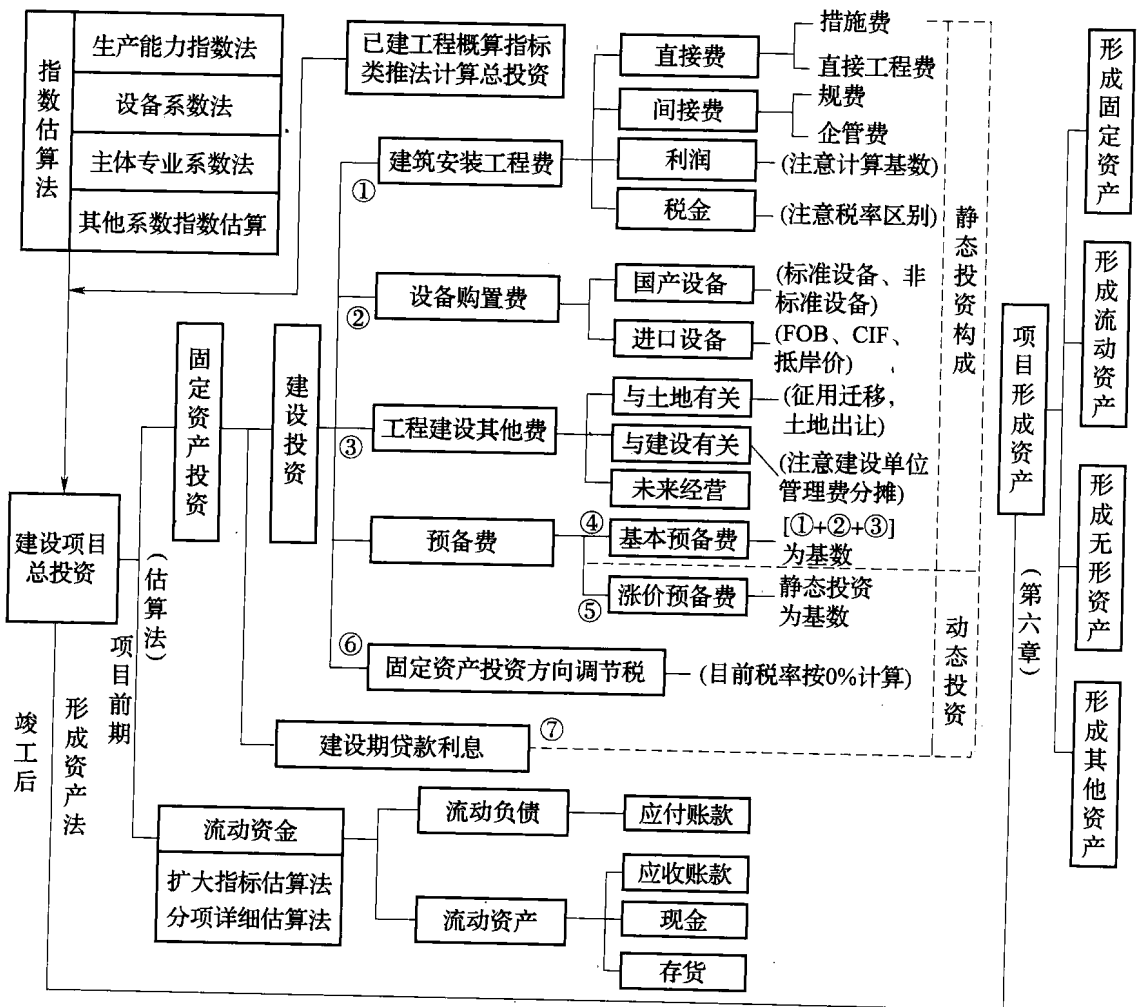 指数估算法
生产能力指数法
设备系数法
主体专业系数法
其他系数指数估算
已建工程概算指标
类推法计算总投资
直接费
措施费
直接工程费
间接费
规费
企管费
①
建筑安装工程费
利润
(注意计算基数)
税金
(注意税率区别)
②
设备购置费
国产设备
(标准设备、非
标准设备)
进口设备
(FOB、CIF、
抵岸价)
③
工程建设其他费
与土地有关
(征用迁移,
土地出让)
与建设有关
(注意建设单位
管理费分摊)
未来经营
预备费
④
基本预备费
[①+②+③]
为基数
⑤
涨价预备费
静态投资
为基数
⑥
固定资产投资方向调节税
(目前税率按0%计算)
建设期贷款利息
⑦
固定资产投资
建设投资
建设项目
总投资
(估算法)
项目前期
形成资产法
竣工后
流动资金
扩大指标估算法
分项详细估算法
流动负债
应付账款
流动资产
应收账款
现金
存货
静态投资构成
动态投资
项目形成资产
(第六章)
形成固定资产
形成流动资产
形成无形资产
形成其他资产